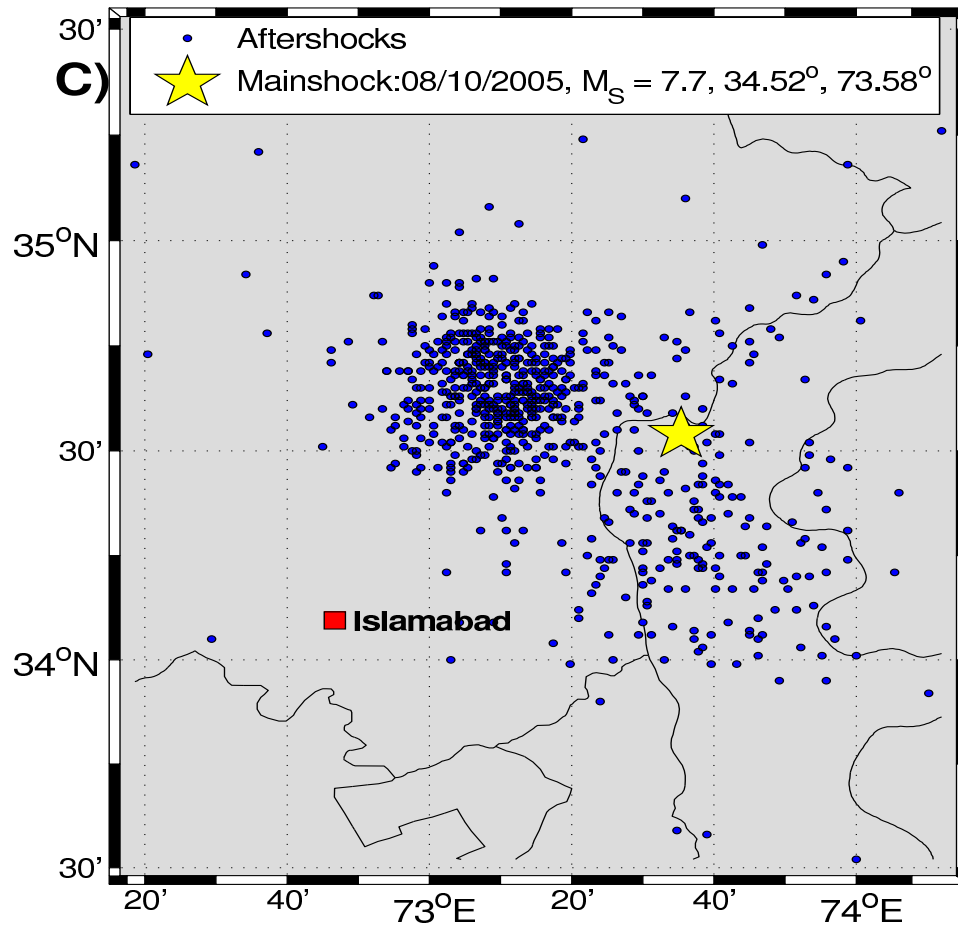 30'
Aftershocks
C)
Mainshock:08/10/2005, M_S = 7.7, 34.52°, 73.58°
35°N
30'
Islamabad
34°N
30'
20' 40' 73°E 20' 40' 74°E